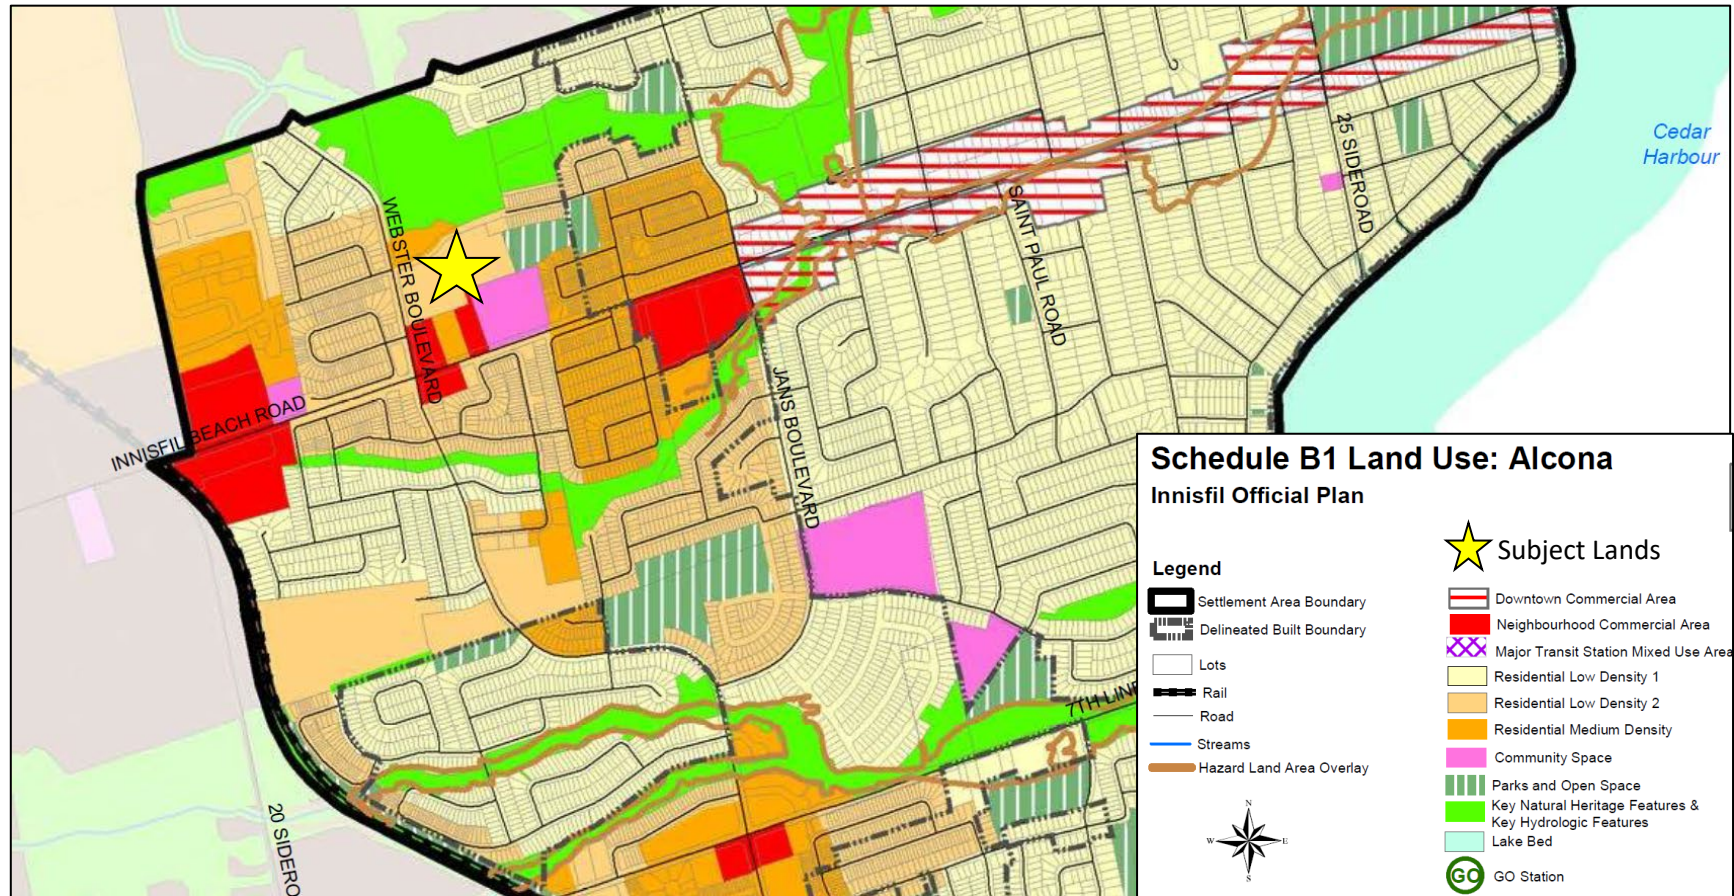 Cedar
Harbour
25 SIDEROAD
WEBSTER BOULEVARD
SAINT PAUL ROAD
INNISFIL BEACH ROAD
JANS BOULEVARD
7TH LINE
20 SIDERO
Schedule B1 Land Use: Alcona
Innisfil Official Plan
Legend
Settlement Area Boundary
Delineated Built Boundary
Lots
Rail
Road
Streams
Hazard Land Area Overlay
N
W
E
S
Subject Lands
Downtown Commercial Area
Neighbourhood Commercial Area
Major Transit Station Mixed Use Area
Residential Low Density 1
Residential Low Density 2
Residential Medium Density
Community Space
Parks and Open Space
Key Natural Heritage Features &
Key Hydrologic Features
Lake Bed
GO
GO Station